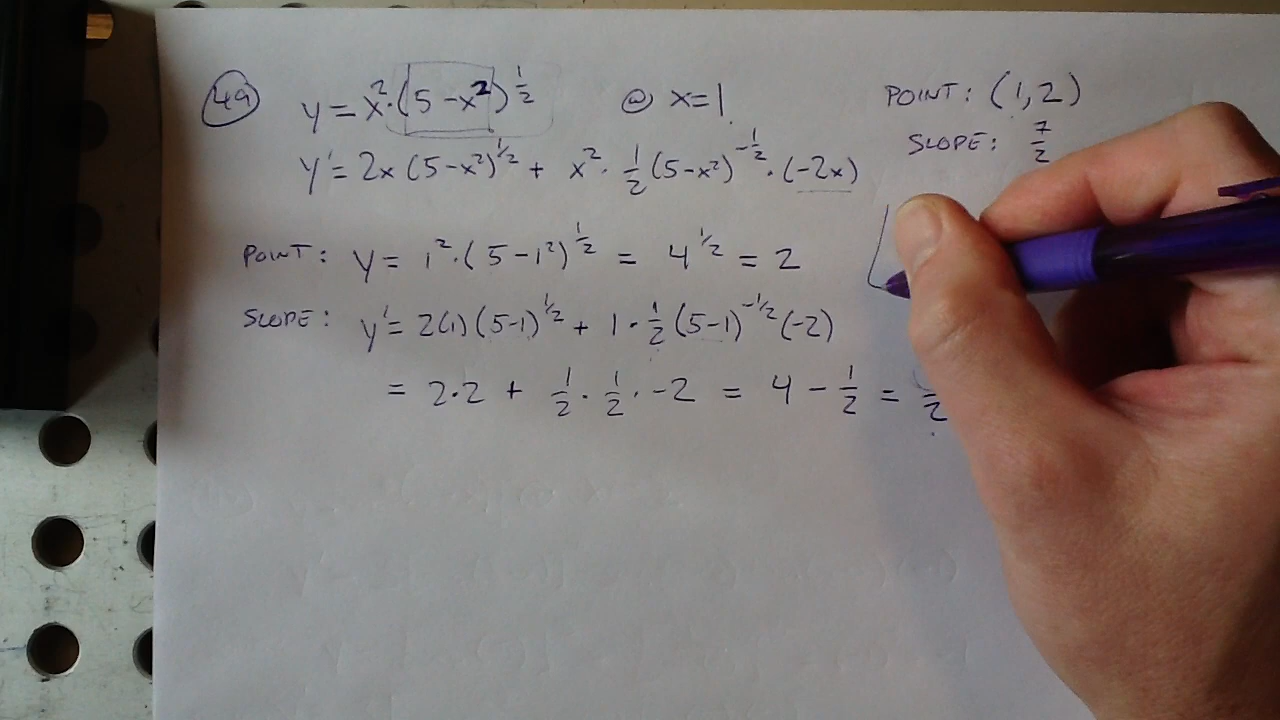 49 y = x²·(5-x²)^½ @ x=1
y' = 2x(5-x²)^½ + x²·½(5-x²)^-½·(-2x)
POINT: (1,2)
SLOPE: 7/2
POINT: y = 1²·(5-1²)^½ = 4^½ = 2
SLOPE: y' = 2(1)(5-1)^½ + 1·½(5-1)^-½(-2)
= 2·2 + ½·½·-2 = 4 - ½ =